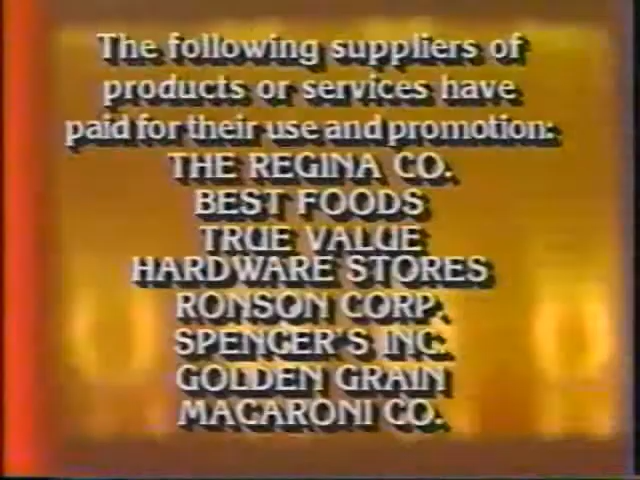 The following suppliers of
products or services have
paid for their use and promotion:
THE REGINA CO.
BEST FOODS
TRUE VALUE
HARDWARE STORES
RONSON CORP.
SPENCER'S INC.
GOLDEN GRAIN
MACARONI CO.